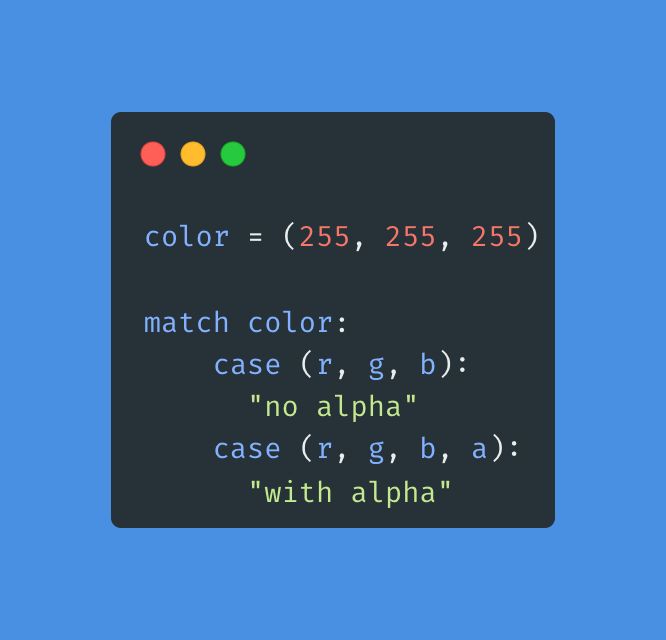 color = (255, 255, 255)

match color:
    case (r, g, b):
      "no alpha"
    case (r, g, b, a):
      "with alpha"